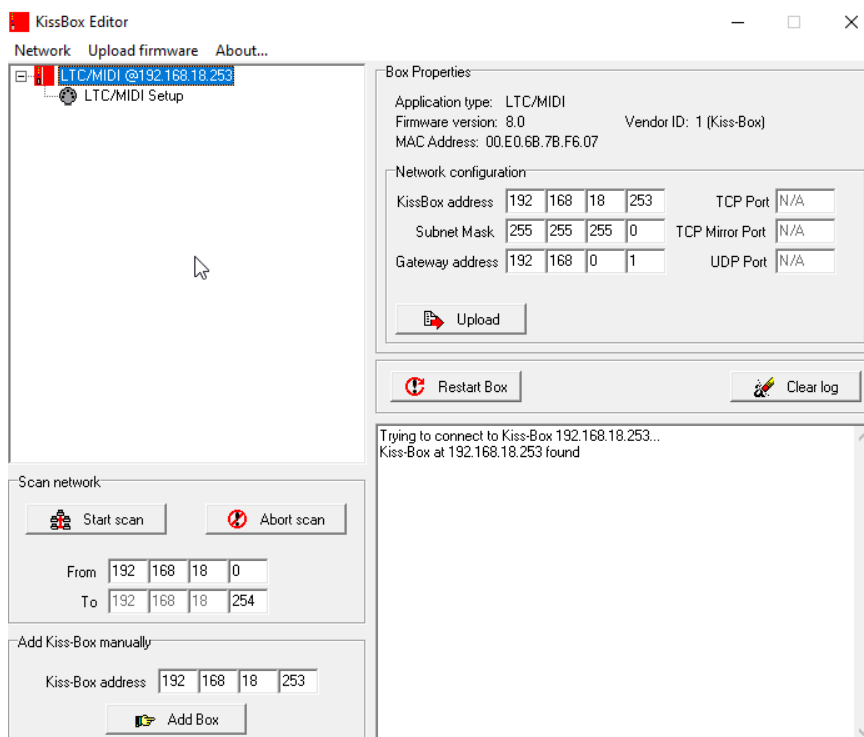 KissBox Editor
Network Upload firmware About...
LTC/MIDI @192.168.18.253
LTC/MIDI Setup
Box Properties
Application type: LTC/MIDI
Firmware version: 8.0 Vendor ID: 1 (Kiss-Box)
MAC Address: 00.E0.6B.7B.F6.07
Network configuration
KissBox address 192 168 18 253 TCP Port N/A
Subnet Mask 255 255 255 0 TCP Mirror Port N/A
Gateway address 192 168 0 1 UDP Port N/A
Upload
Restart Box Clear log
Trying to connect to Kiss-Box 192.168.18.253...
Kiss-Box at 192.168.18.253 found
Scan network
Start scan Abort scan
From 192 168 18 0
To 192 168 18 254
Add Kiss-Box manually
Kiss-Box address 192 168 18 253
Add Box